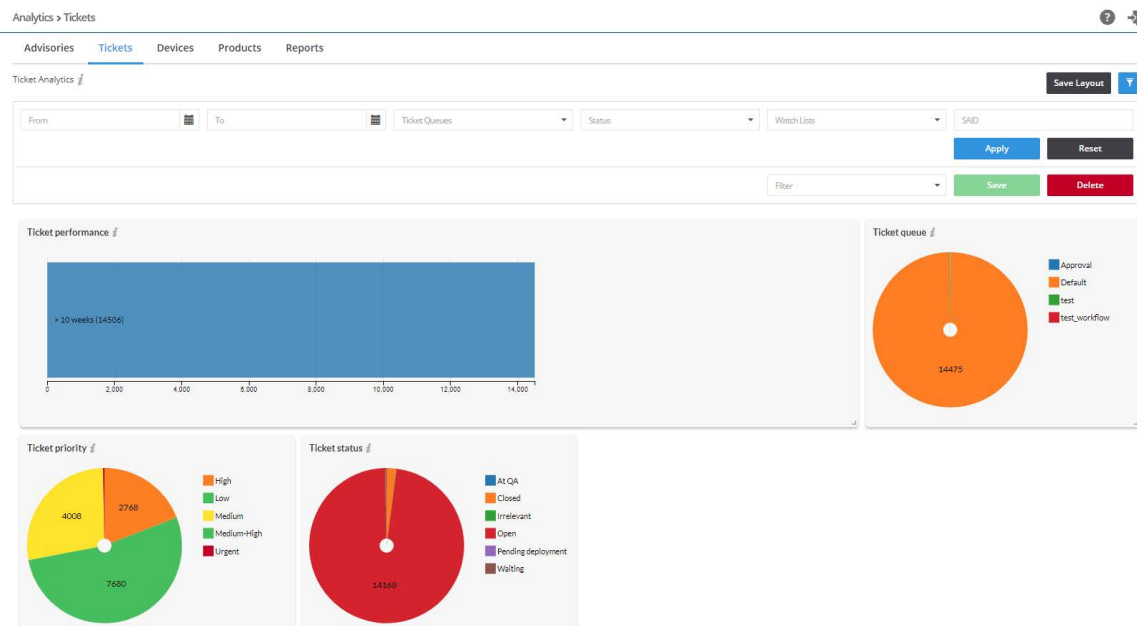 Analytics > Tickets
Advisories Tickets Devices Products Reports
Ticket Analytics
Save Layout
From To Ticket Queues Status Watch Lists SAID
Apply Reset
Filter Save Delete
Ticket performance
> 10 weeks (14506)
0 2,000 4,000 6,000 8,000 10,000 12,000 14,000
Ticket queue
14475
Approval
Default
test
test_workflow
Ticket priority
2768
4008
7680
High
Low
Medium
Medium-High
Urgent
Ticket status
14168
At QA
Closed
Irrelevant
Open
Pending deployment
Waiting